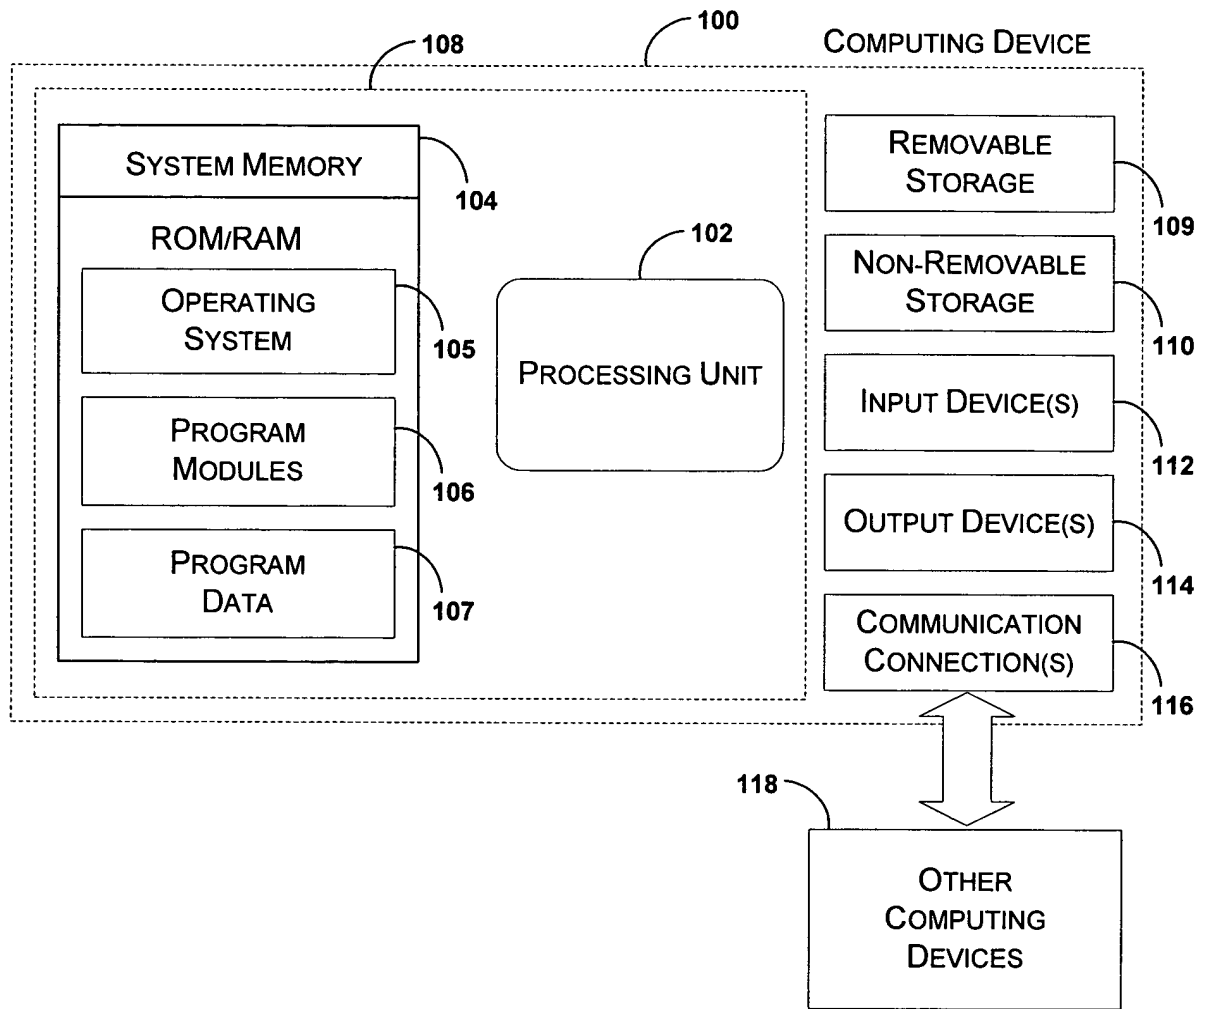 100
COMPUTING DEVICE
108
SYSTEM MEMORY
104
ROM/RAM
OPERATING
SYSTEM
105
PROGRAM
MODULES
106
PROGRAM
DATA
107
102
PROCESSING UNIT
REMOVABLE
STORAGE
109
NON-REMOVABLE
STORAGE
110
INPUT DEVICE(S)
112
OUTPUT DEVICE(S)
114
COMMUNICATION
CONNECTION(S)
116
118
OTHER
COMPUTING
DEVICES